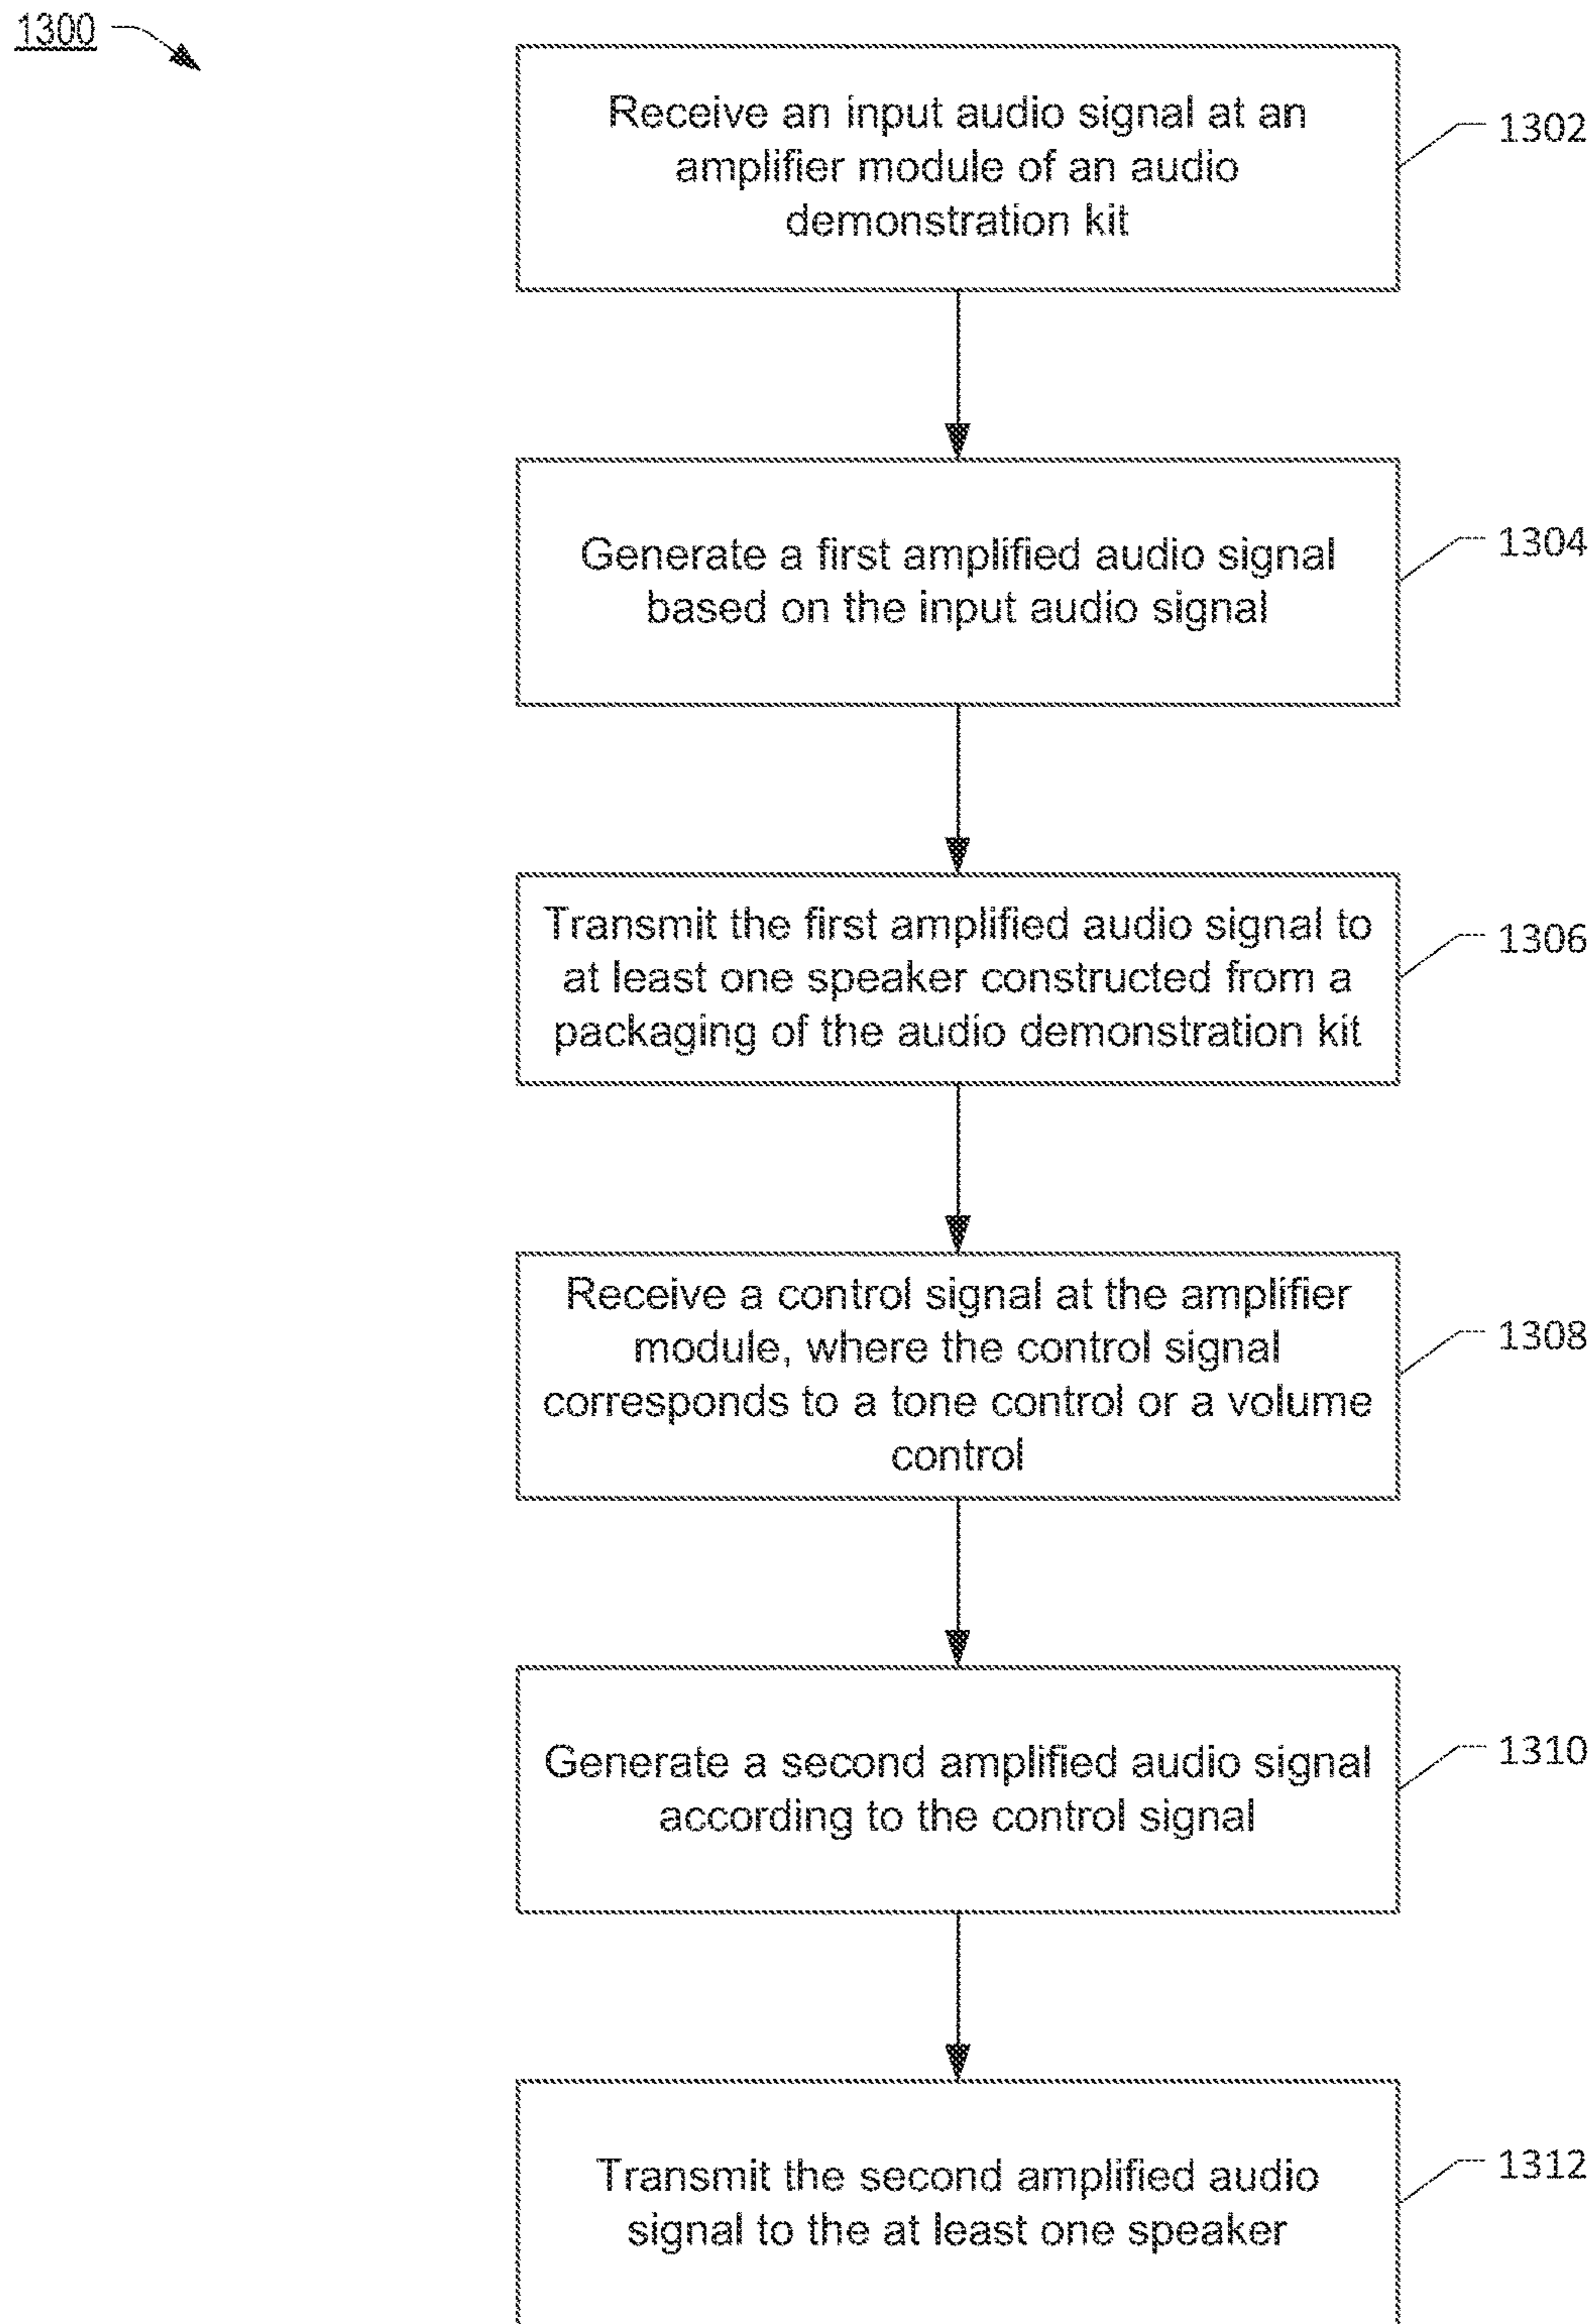 1300
Receive an input audio signal at an
amplifier module of an audio
demonstration kit
1302
Generate a first amplified audio signal
based on the input audio signal
1304
Transmit the first amplified audio signal to
at least one speaker constructed from a
packaging of the audio demonstration kit
1306
Receive a control signal at the amplifier
module, where the control signal
corresponds to a tone control or a volume
control
1308
Generate a second amplified audio signal
according to the control signal
1310
Transmit the second amplified audio
signal to the at least one speaker
1312